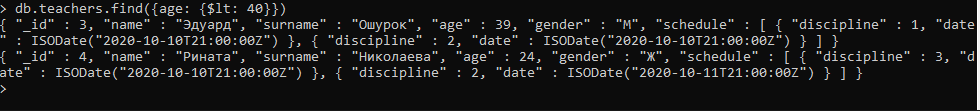 > db.teachers.find({age: {$lt: 40}})
{ "_id" : 3, "name" : "Эдуард", "surname" : "Ошурок", "age" : 39, "gender" : "М", "schedule" : [ { "discipline" : 1, "date"
 : ISODate("2020-10-10T21:00:00Z") }, { "discipline" : 2, "date" : ISODate("2020-10-10T21:00:00Z") } ] }
{ "_id" : 4, "name" : "Рината", "surname" : "Николаева", "age" : 24, "gender" : "Ж", "schedule" : [ { "discipline" : 3, "d
ate" : ISODate("2020-10-10T21:00:00Z") }, { "discipline" : 2, "date" : ISODate("2020-10-11T21:00:00Z") } ] }
>